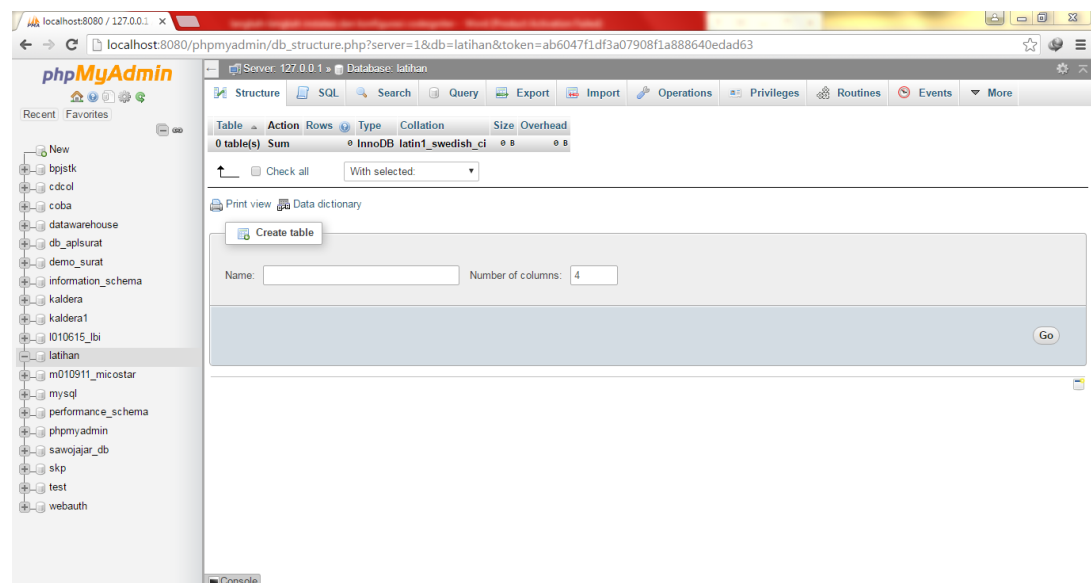 localhost:8080 / 127.0.0.1
localhost:8080/phpmyadmin/db_structure.php?server=1&db=latihan&token=ab6047f1df3a07908f1a888640edad63
phpMyAdmin
Recent Favorites
New
bpjstk
cdcol
coba
datawarehouse
db_aplsurat
demo_surat
information_schema
kaldera
kaldera1
l010615_lbi
latihan
m010911_micostar
mysql
performance_schema
phpmyadmin
sawojajar_db
skp
test
webauth
Server: 127.0.0.1 » Database: latihan
Structure SQL Search Query Export Import Operations Privileges Routines Events More
Table Action Rows Type Collation Size Overhead
0 table(s) Sum 0 InnoDB latin1_swedish_ci 0 B 0 B
Check all With selected:
Print view Data dictionary
Create table
Name: Number of columns: 4
Go
Console